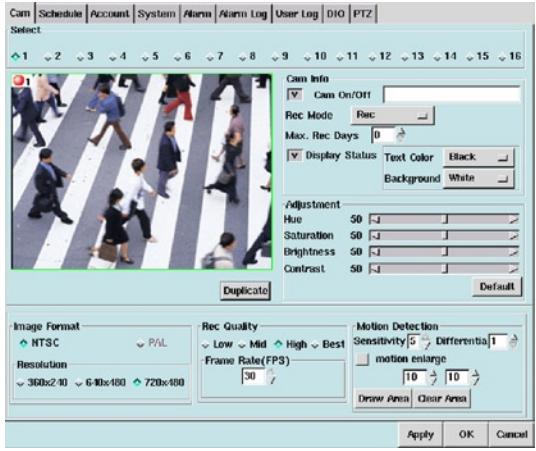 Cam Schedule Account System Alarm Alarm Log User Log DIO PTZ
Select
1 2 3 4 5 6 7 8 9 10 11 12 13 14 15 16
1
Cam Info
V Cam On/Off
Rec Mode Rec
Max. Rec Days 0
V Display Status Text Color Black
Background White
Adjustment
Hue 50
Saturation 50
Brightness 50
Contrast 50
Duplicate
Default
Image Format
NTSC PAL
Resolution
360x240 640x480 720x480
Rec Quality
Low Mid High Best
Frame Rate(FPS)
30
Motion Detection
Sensitivity 5 Differentia 1
motion enlarge
10 10
Draw Area Clear Area
Apply OK Cancel